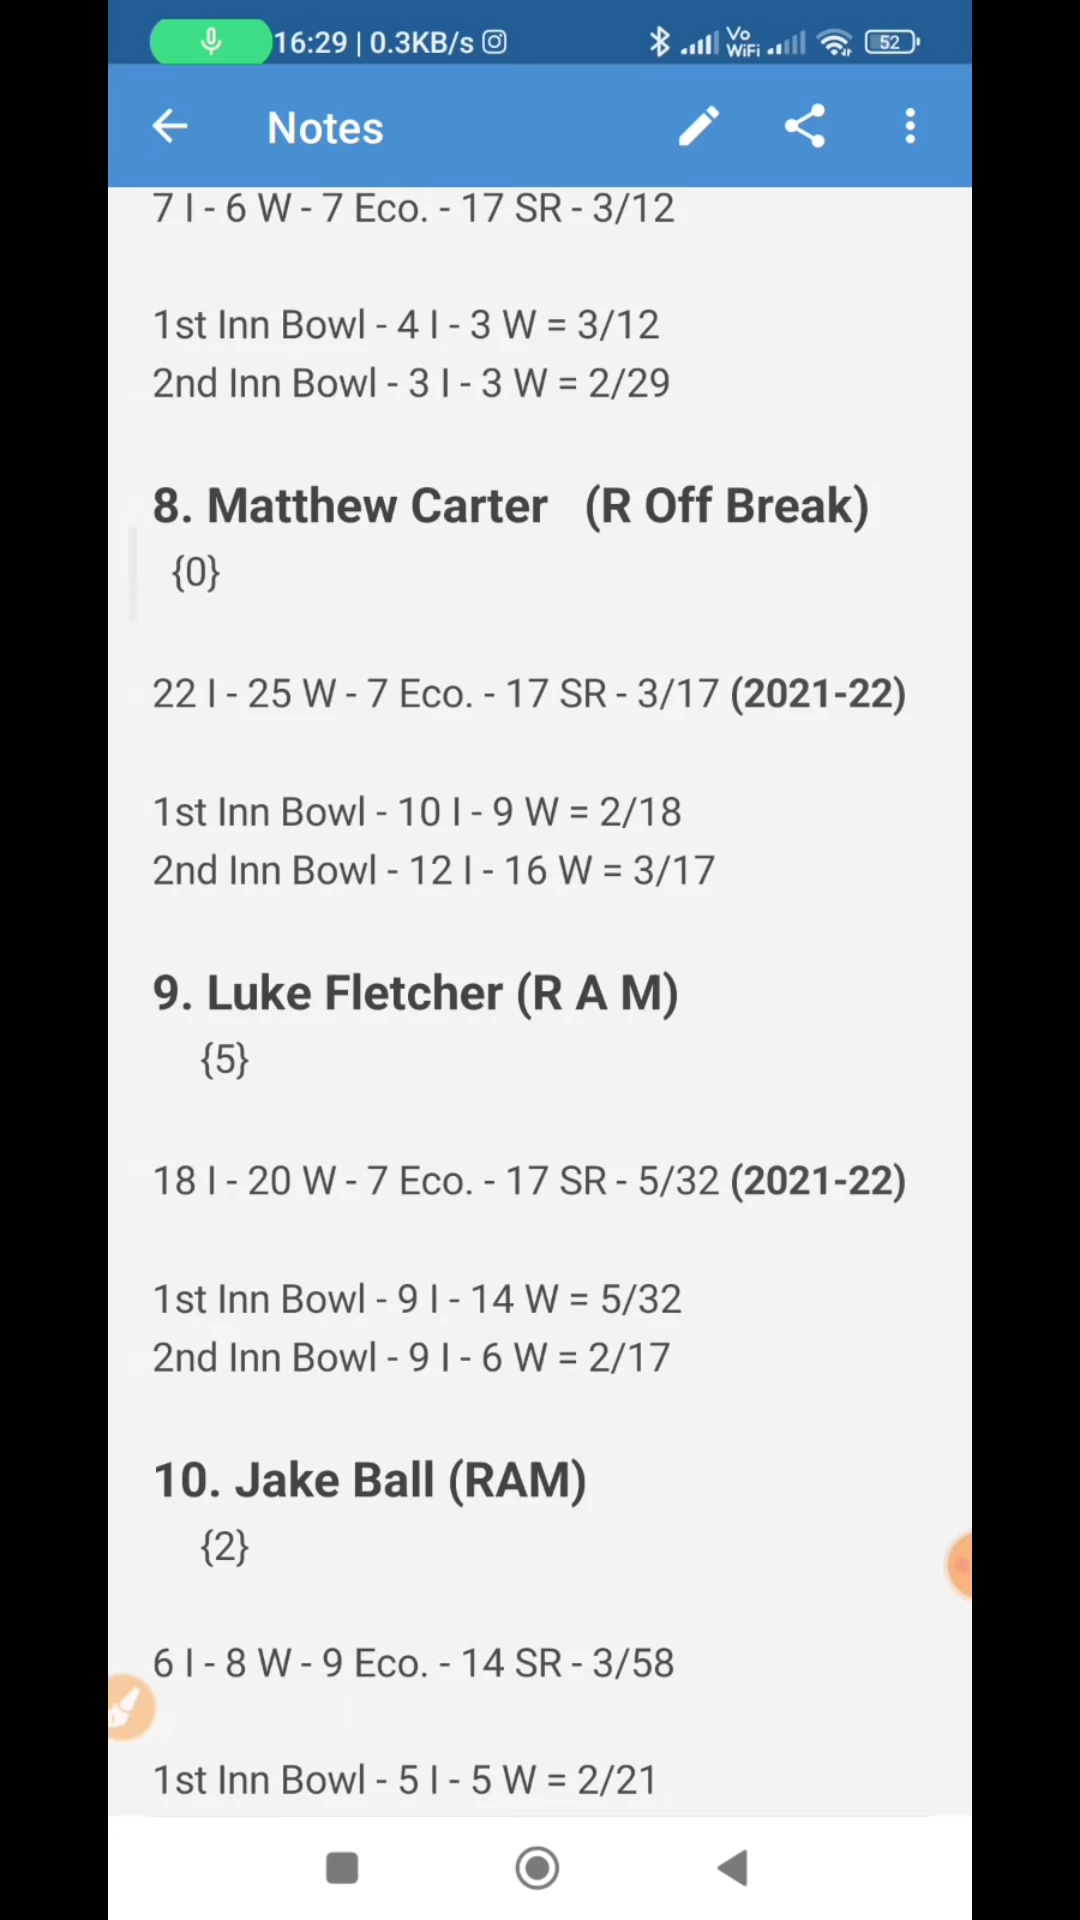 16:29 | 0.3KB/s
Vo
WiFi
52
Notes
7 I - 6 W - 7 Eco. - 17 SR - 3/12
1st Inn Bowl - 4 I - 3 W = 3/12
2nd Inn Bowl - 3 I - 3 W = 2/29
8. Matthew Carter (R Off Break)
{0}
22 I - 25 W - 7 Eco. - 17 SR - 3/17 (2021-22)
1st Inn Bowl - 10 I - 9 W = 2/18
2nd Inn Bowl - 12 I - 16 W = 3/17
9. Luke Fletcher (R A M)
{5}
18 I - 20 W - 7 Eco. - 17 SR - 5/32 (2021-22)
1st Inn Bowl - 9 I - 14 W = 5/32
2nd Inn Bowl - 9 I - 6 W = 2/17
10. Jake Ball (RAM)
{2}
6 I - 8 W - 9 Eco. - 14 SR - 3/58
1st Inn Bowl - 5 I - 5 W = 2/21